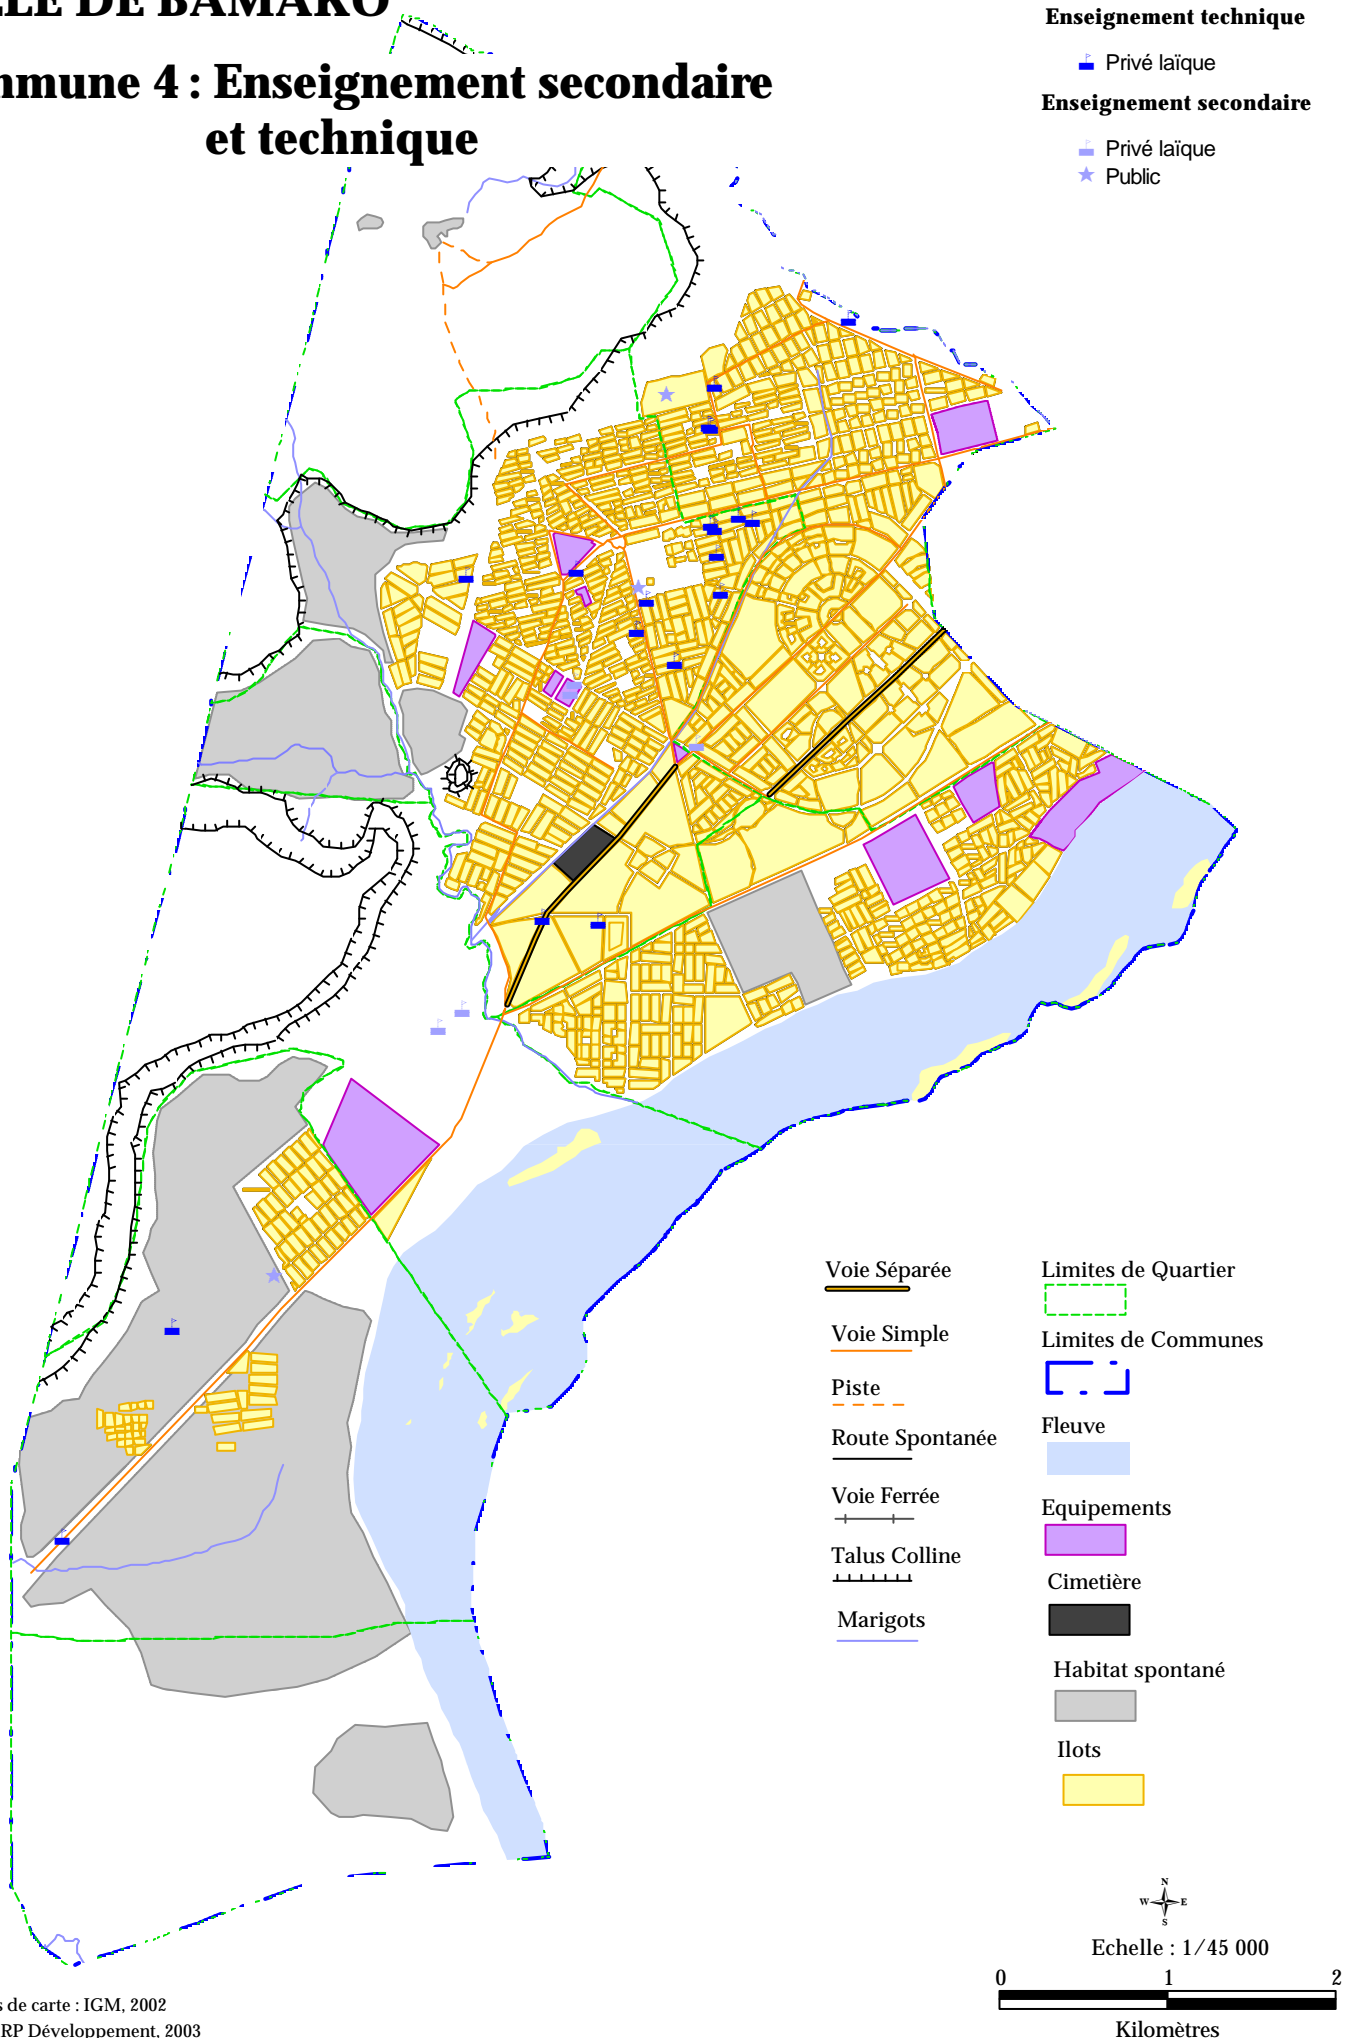 DE BAMAKO
4 : Enseignement secondaire
et technique
Enseignement technique
Privé laïque
Enseignement secondaire
Privé laïque
Public
Voie Séparée
Voie Simple
Piste
Route Spontanée
Voie Ferrée
Talus Colline
Marigots
Limites de Quartier
Limites de Communes
Fleuve
Equipements
Cimetière
Habitat spontané
Ilots
N
W E
S
Echelle : 1/45 000
0 1 2
Kilomètres
de carte : IGM, 2002
RP Développement, 2003